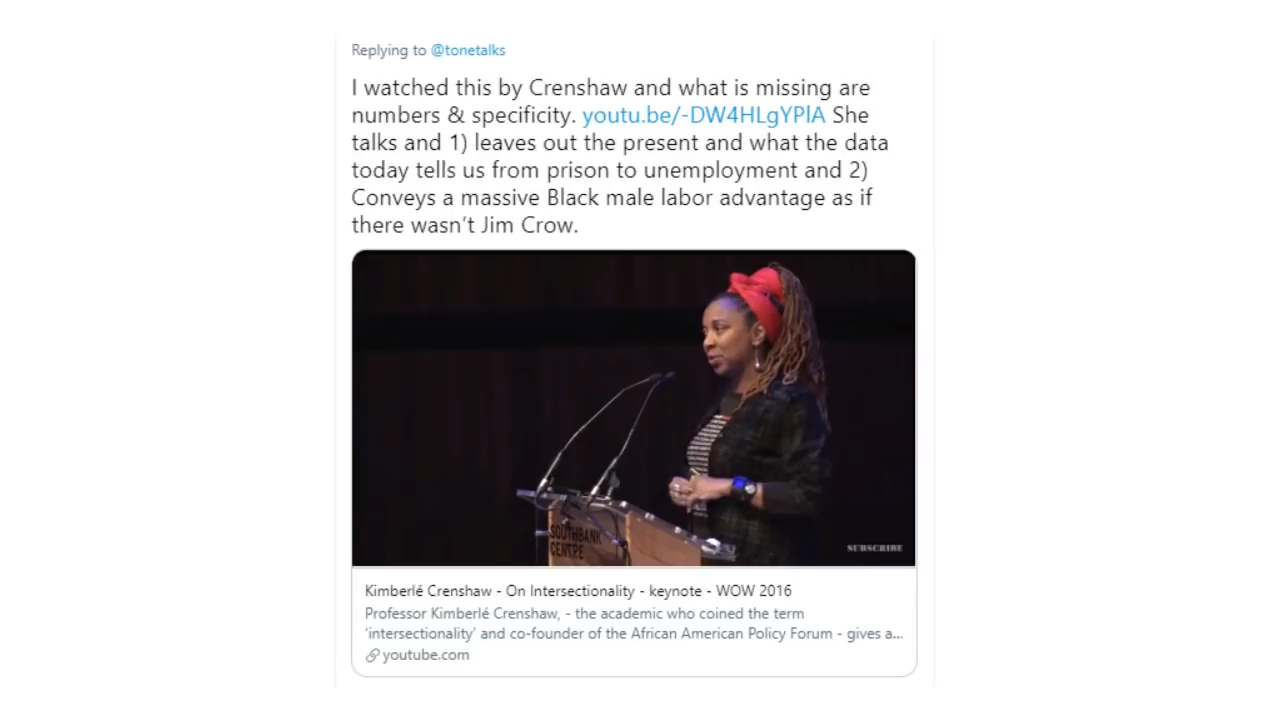 Replying to @tonetalks
I watched this by Crenshaw and what is missing are
numbers & specificity. youtu.be/-DW4HLgYPlA She
talks and 1) leaves out the present and what the data
today tells us from prison to unemployment and 2)
Conveys a massive Black male labor advantage as if
there wasn’t Jim Crow.
SOUTHBANK
CENTRE
SUBSCRIBE
Kimberlé Crenshaw - On Intersectionality - keynote - WOW 2016
Professor Kimberlé Crenshaw, - the academic who coined the term
'intersectionality' and co-founder of the African American Policy Forum - gives a...
youtube.com